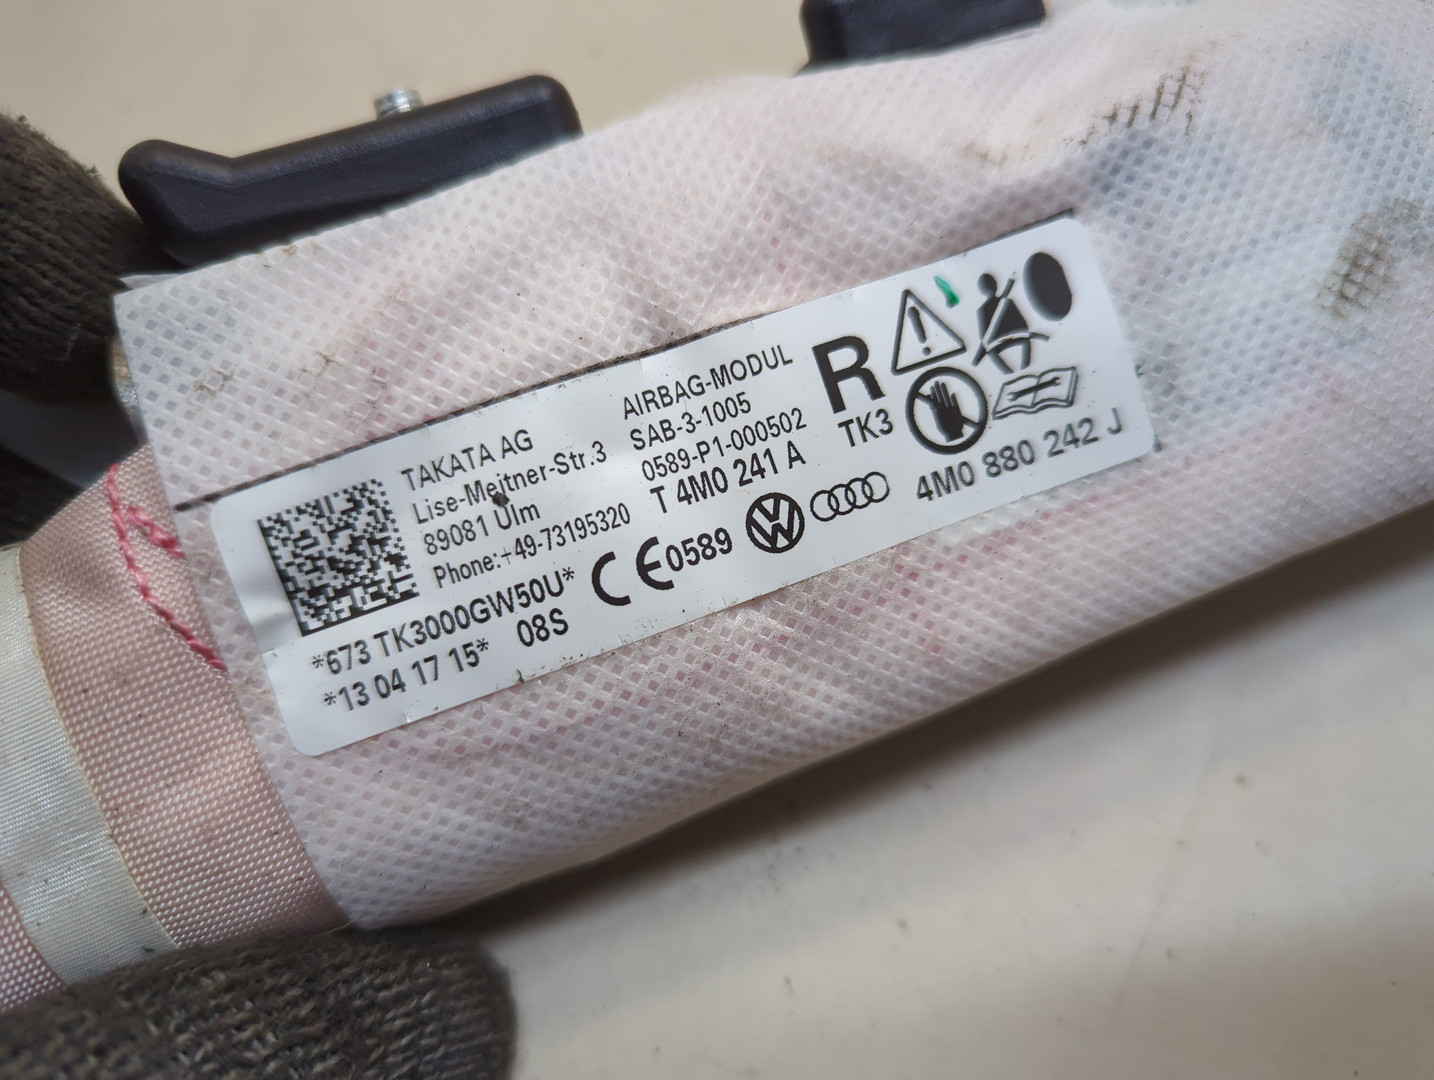 TAKATA AG
Lise-Meitner-Str.3
89081 Ulm
Phone:+49-73195320
*673 TK3000GW50U*
*13 04 17 15* 08S
AIRBAG-MODUL
SAB-3-1005
0589-P1-000502
T 4M0 241 A
CE0589
R
TK3
4M0 880 242 J